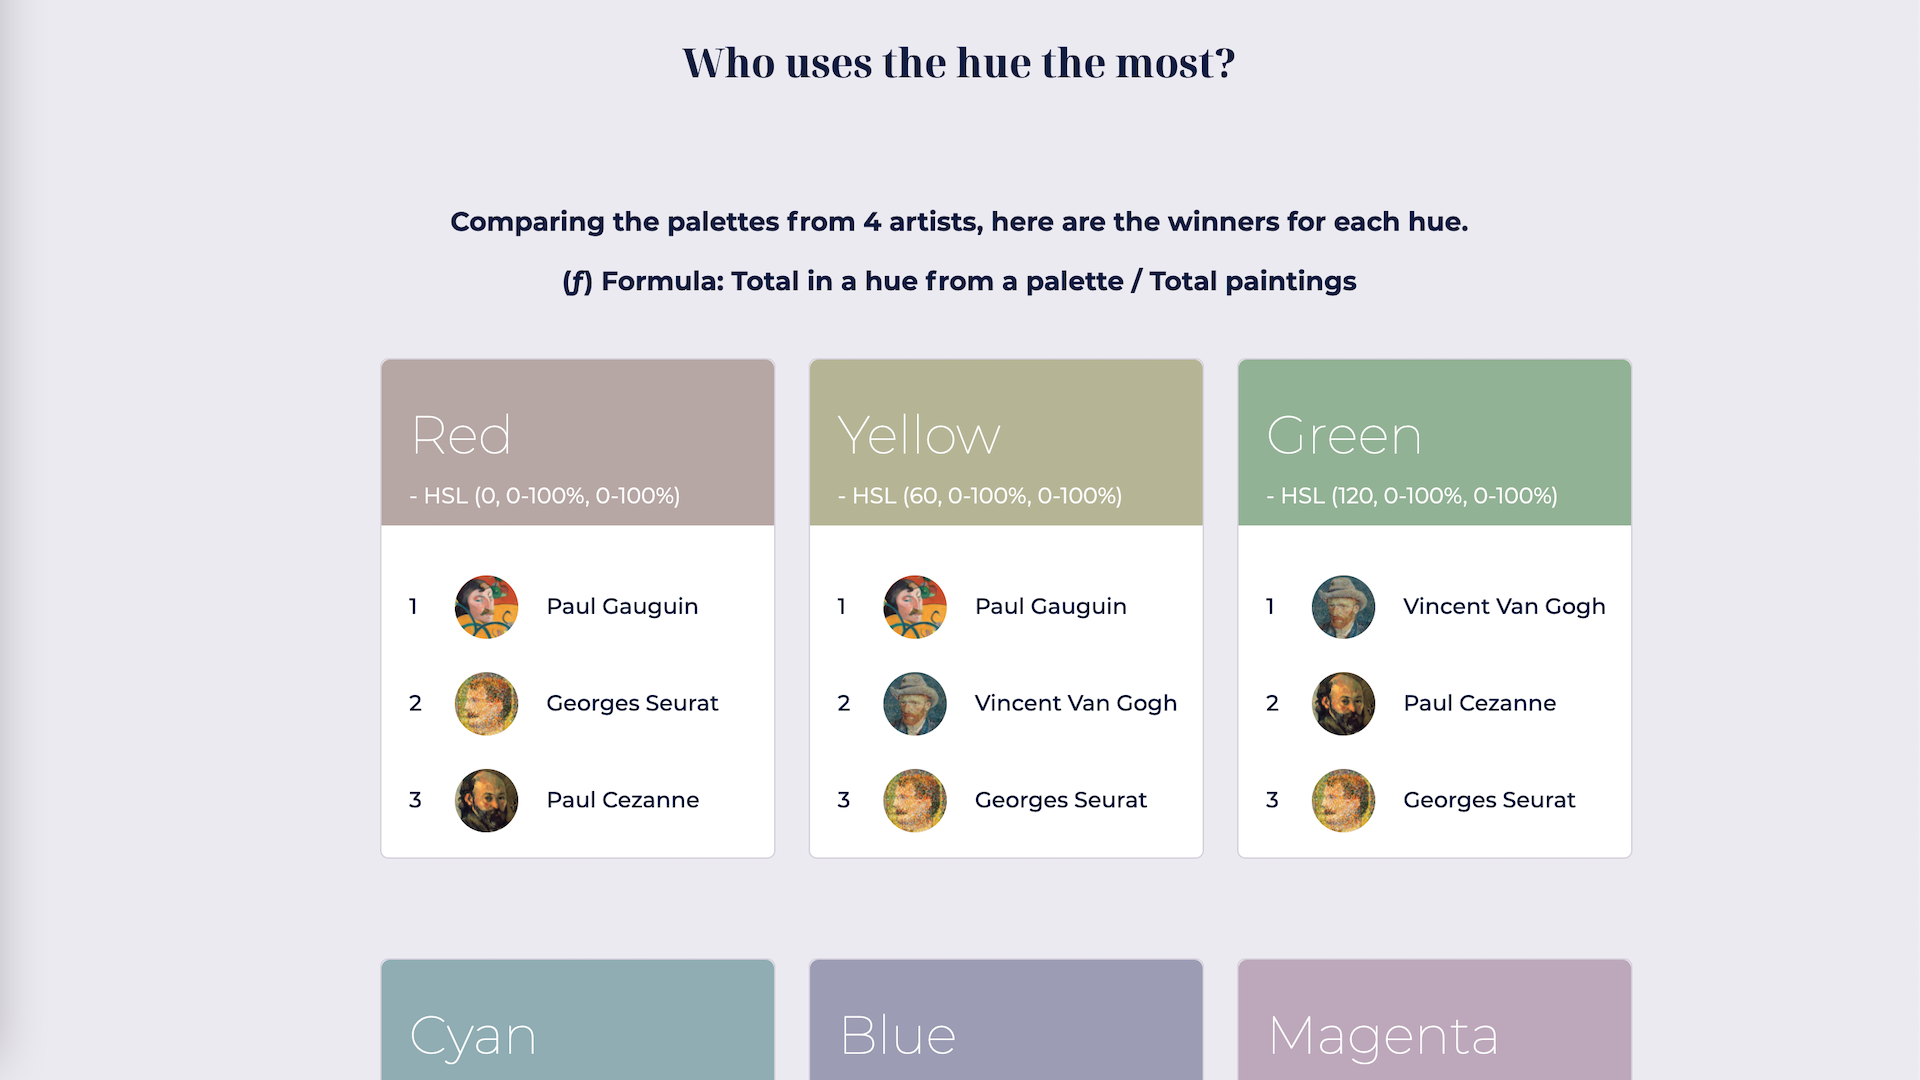 Who uses the hue the most?
Comparing the palettes from 4 artists, here are the winners for each hue.
(ƒ) Formula: Total in a hue from a palette / Total paintings
Red
- HSL (0, 0-100%, 0-100%)
1 Paul Gauguin
2 Georges Seurat
3 Paul Cezanne
Yellow
- HSL (60, 0-100%, 0-100%)
1 Paul Gauguin
2 Vincent Van Gogh
3 Georges Seurat
Green
- HSL (120, 0-100%, 0-100%)
1 Vincent Van Gogh
2 Paul Cezanne
3 Georges Seurat
Cyan
Blue
Magenta